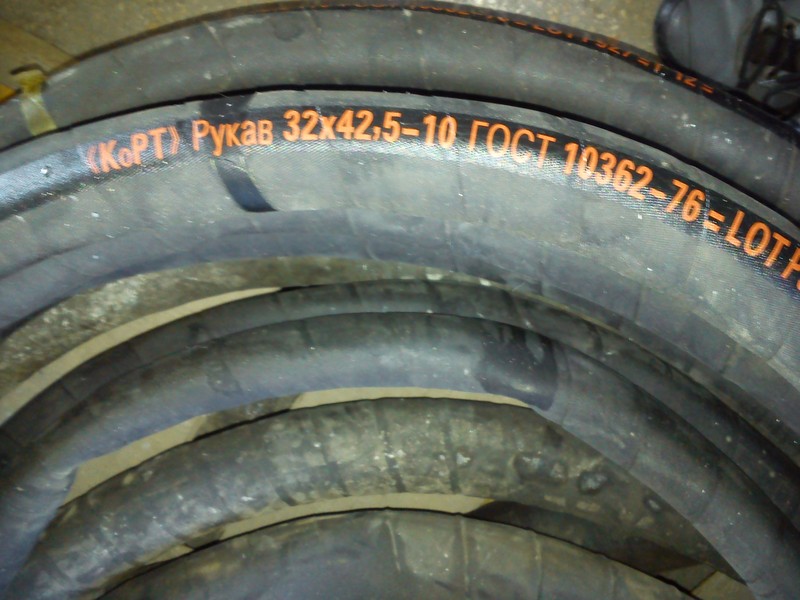 《КоРТ》 Рукав 32х42,5-10 ГОСТ 10362-76 = LOT P